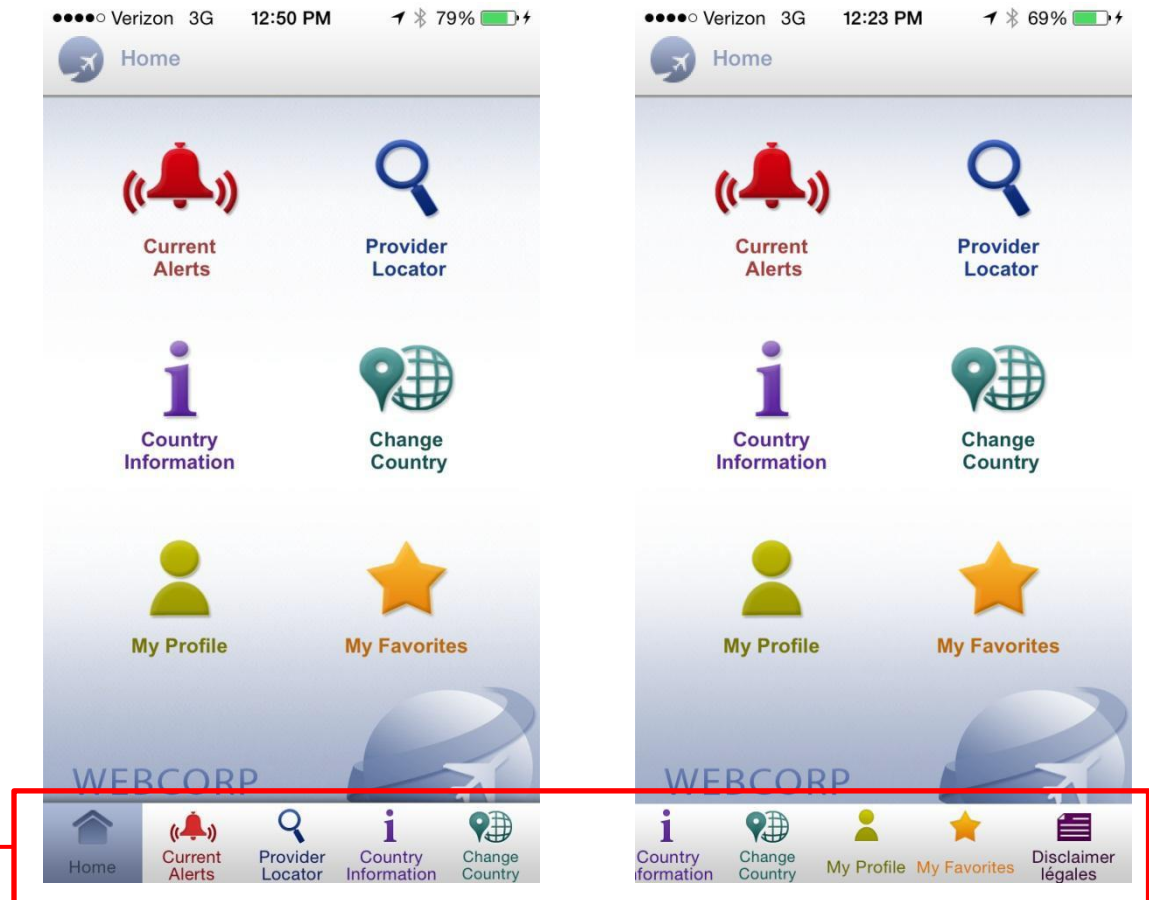 Verizon 3G 12:50 PM 79%
Home
Current
Alerts
Provider
Locator
Country
Information
Change
Country
My Profile
My Favorites
WEBCORP
Home
Current
Alerts
Provider
Locator
Country
Information
Change
Country
Verizon 3G 12:23 PM 69%
Home
Current
Alerts
Provider
Locator
Country
Information
Change
Country
My Profile
My Favorites
WEBCORP
Country
formation
Change
Country
My Profile
My Favorites
Disclaimer
légales